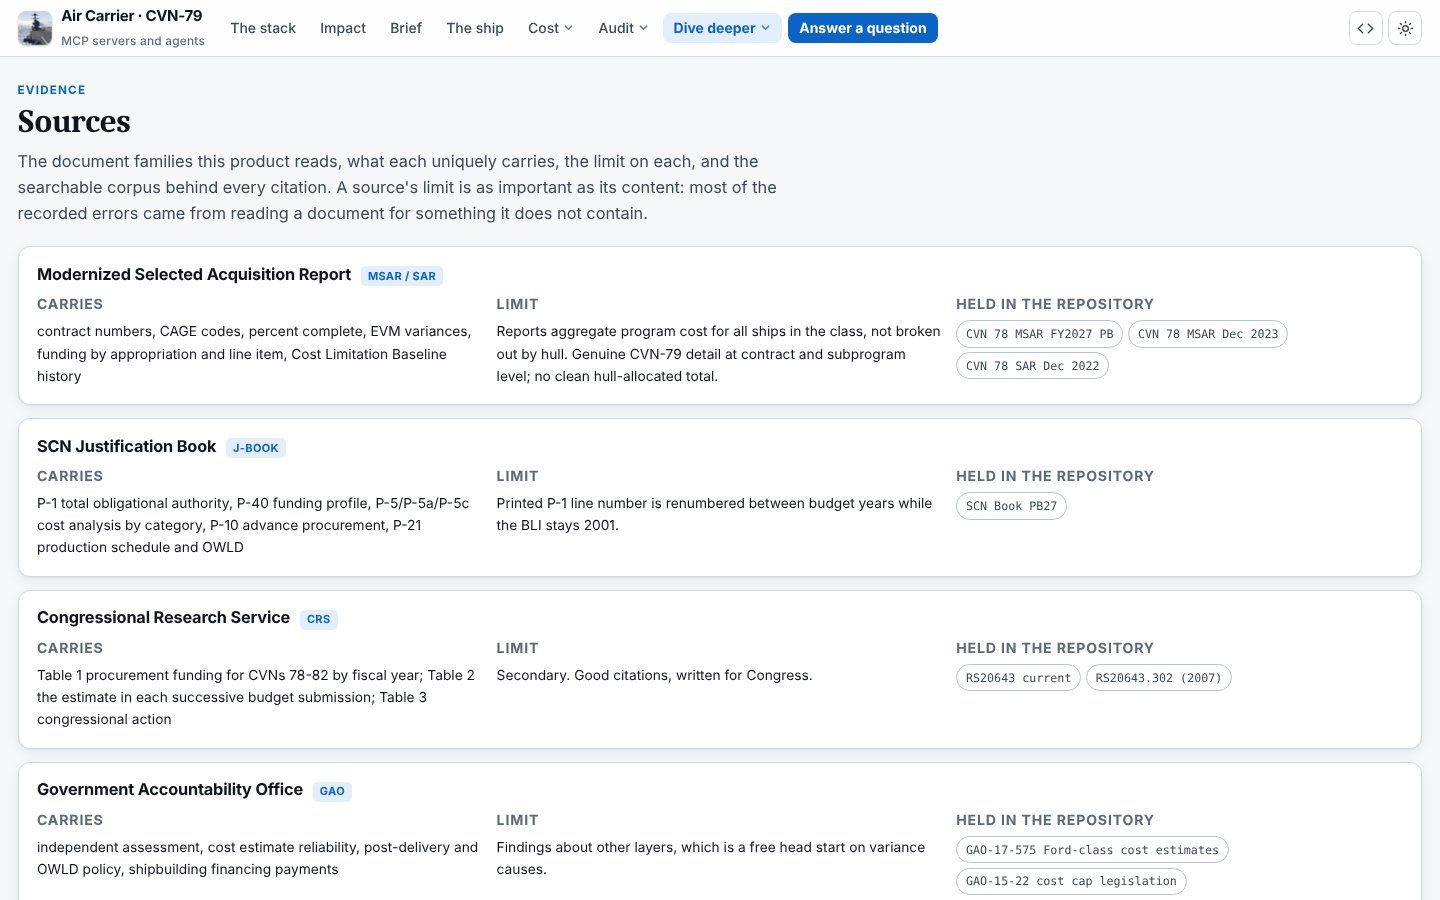 Air Carrier · CVN-79
MCP servers and agents
The stack
Impact
Brief
The ship
Cost
Audit
Dive deeper
Answer a question
EVIDENCE
Sources
The document families this product reads, what each uniquely carries, the limit on each, and the
searchable corpus behind every citation. A source's limit is as important as its content: most of the
recorded errors came from reading a document for something it does not contain.
Modernized Selected Acquisition Report
MSAR / SAR
CARRIES
contract numbers, CAGE codes, percent complete, EVM variances,
funding by appropriation and line item, Cost Limitation Baseline
history
LIMIT
Reports aggregate program cost for all ships in the class, not broken
out by hull. Genuine CVN-79 detail at contract and subprogram
level; no clean hull-allocated total.
HELD IN THE REPOSITORY
CVN 78 MSAR FY2027 PB
CVN 78 MSAR Dec 2023
CVN 78 SAR Dec 2022
SCN Justification Book
J-BOOK
CARRIES
P-1 total obligational authority, P-40 funding profile, P-5/P-5a/P-5c
cost analysis by category, P-10 advance procurement, P-21
production schedule and OWLD
LIMIT
Printed P-1 line number is renumbered between budget years while
the BLI stays 2001.
HELD IN THE REPOSITORY
SCN Book PB27
Congressional Research Service
CRS
CARRIES
Table 1 procurement funding for CVNs 78-82 by fiscal year; Table 2
the estimate in each successive budget submission; Table 3
congressional action
LIMIT
Secondary. Good citations, written for Congress.
HELD IN THE REPOSITORY
RS20643 current
RS20643.302 (2007)
Government Accountability Office
GAO
CARRIES
independent assessment, cost estimate reliability, post-delivery and
OWLD policy, shipbuilding financing payments
LIMIT
Findings about other layers, which is a free head start on variance
causes.
HELD IN THE REPOSITORY
GAO-17-575 Ford-class cost estimates
GAO-15-22 cost cap legislation